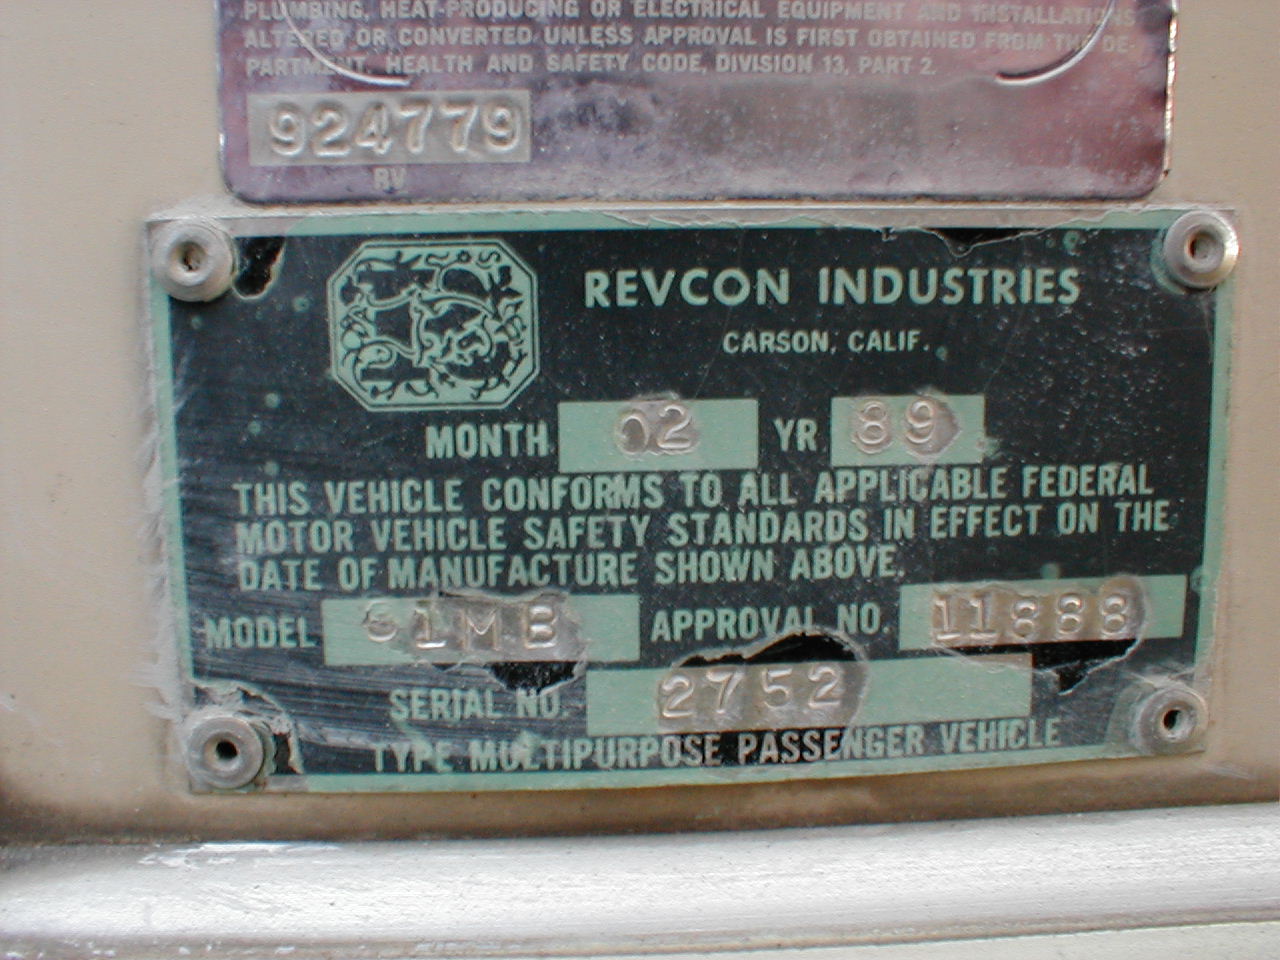 PLUMBING, HEAT-PRODUCING OR ELECTRICAL EQUIPMENT AND INSTALLATIONS
ALTERED OR CONVERTED UNLESS APPROVAL IS FIRST OBTAINED FROM THE DE-
PARTMENT, HEALTH AND SAFETY CODE, DIVISION 13, PART 2.
924779
RV
REVCON INDUSTRIES
CARSON, CALIF.
MONTH 02 YR 89
THIS VEHICLE CONFORMS TO ALL APPLICABLE FEDERAL
MOTOR VEHICLE SAFETY STANDARDS IN EFFECT ON THE
DATE OF MANUFACTURE SHOWN ABOVE.
MODEL APPROVAL NO. 11888
SERIAL NO. 2752
TYPE MULTIPURPOSE PASSENGER VEHICLE